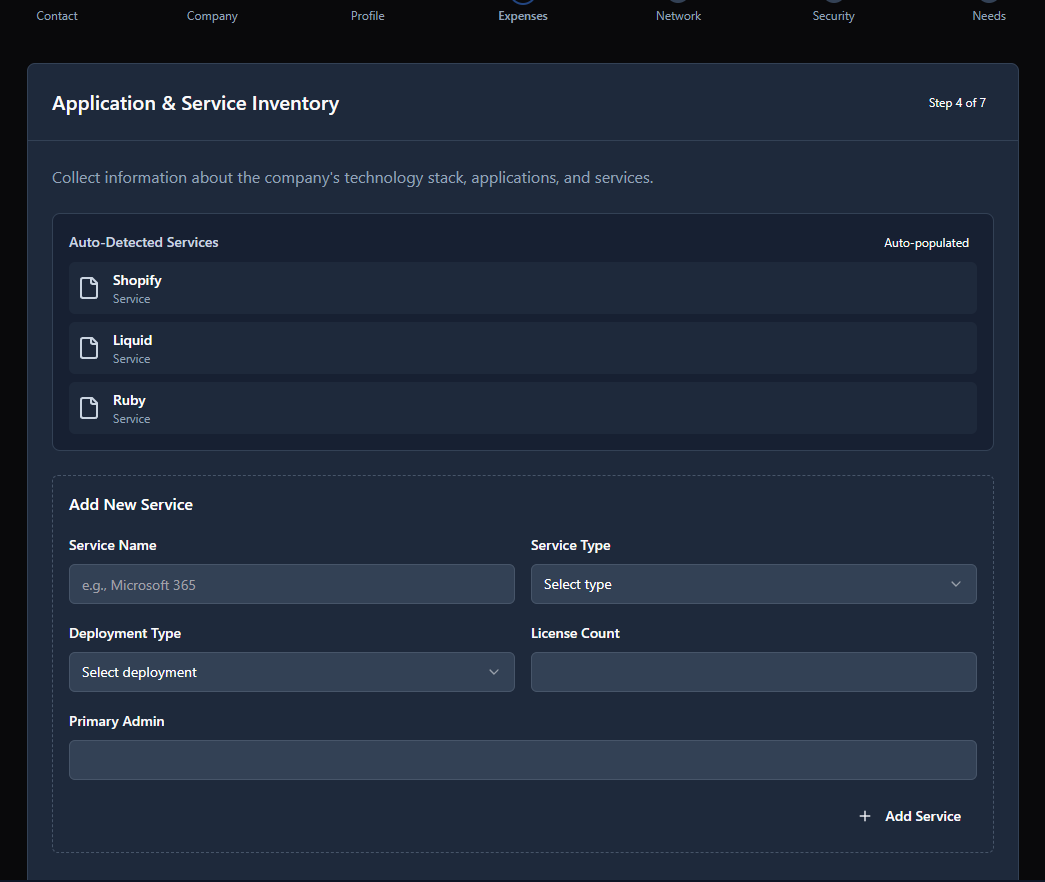 Contact Company Profile Expenses Network Security Needs
Application & Service Inventory Step 4 of 7
Collect information about the company's technology stack, applications, and services.
Auto-Detected Services Auto-populated
Shopify
Service
Liquid
Service
Ruby
Service
Add New Service
Service Name Service Type
e.g., Microsoft 365 Select type
Deployment Type License Count
Select deployment
Primary Admin
+ Add Service